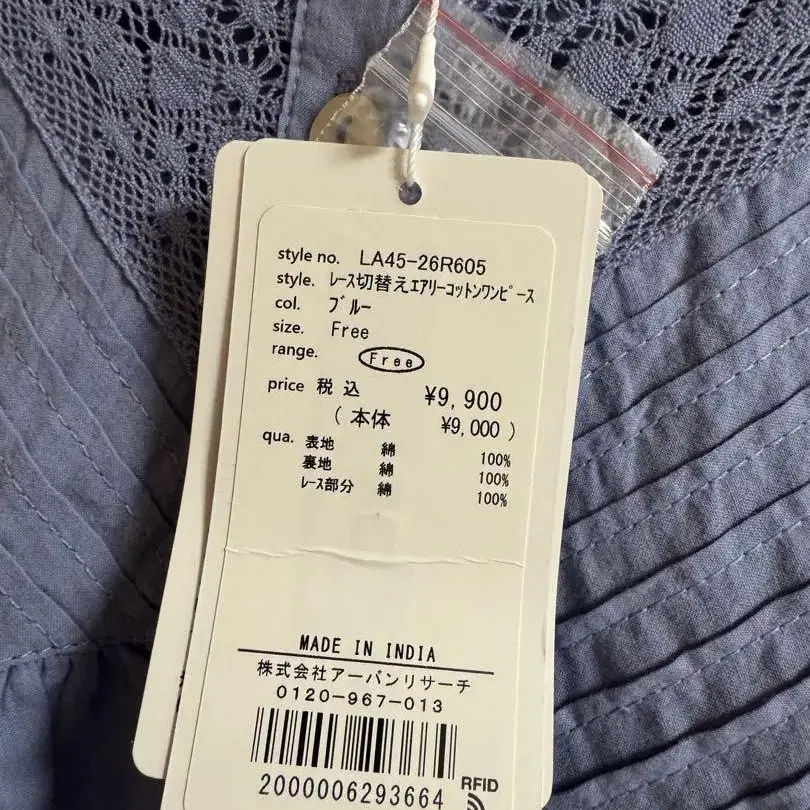 style no. LA45-26R605
style. ﾚｰｽ切替えｴｱﾘｰｺｯﾄﾝﾜﾝﾋﾟｰｽ
col. ﾌﾞﾙｰ
size. Free
range. Free
price 税込 ¥9,900
( 本体 ¥9,000 )
qua. 表地 綿 100%
裏地 綿 100%
ﾚｰｽ部分 綿 100%
MADE IN INDIA
株式会社アーバンリサーチ
0120-967-013
2000006293664
RFID